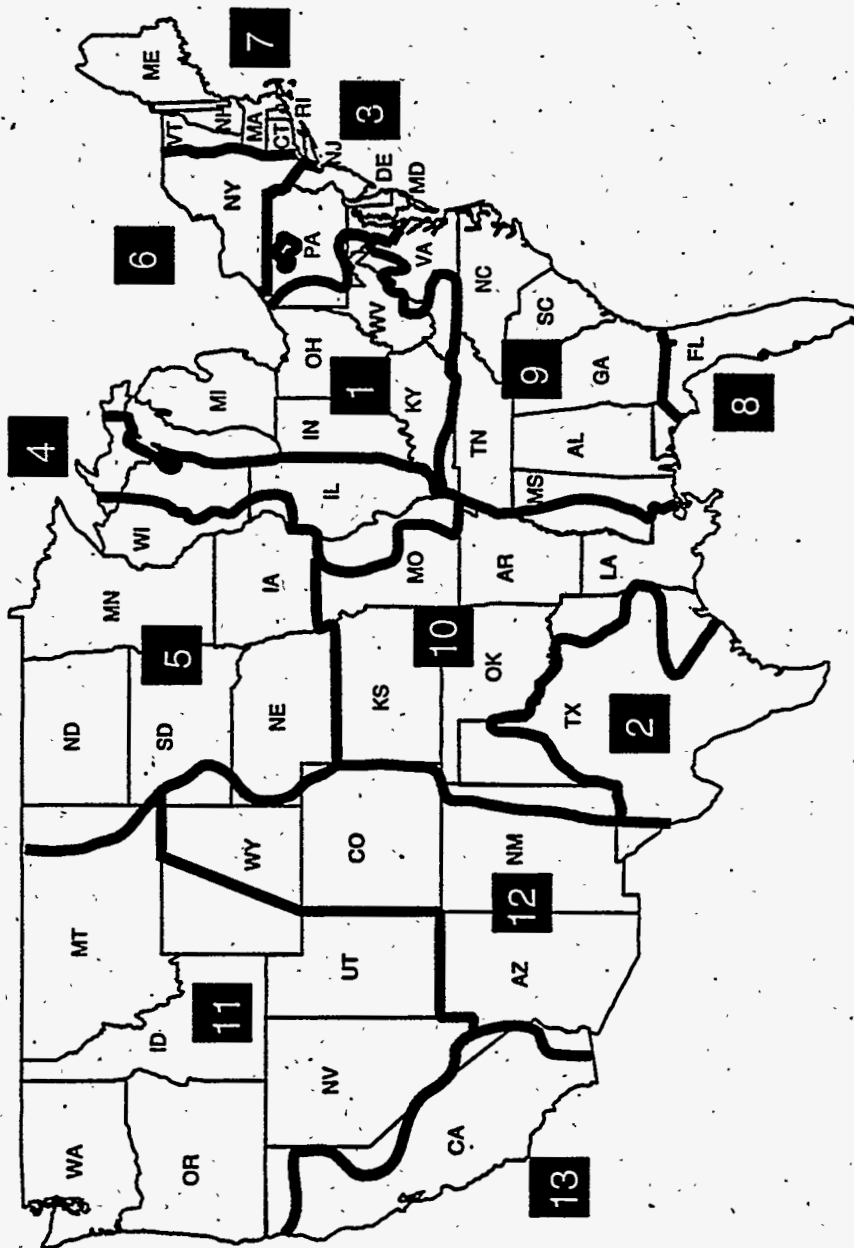 WA
MT
ND
MN
4
OR
ID
11
SD
5
WI
MI
6
NY
VT
NH
ME
7
MA
CT
RI
3
NJ
NV
UT
WY
NE
IA
IL
IN
OH
1
PA
DE
MD
CO
KS
MO
KY
WV
VA
13
CA
AZ
12
NM
10
OK
AR
TN
NC
9
SC
2
TX
LA
MS
AL
GA
8
FL